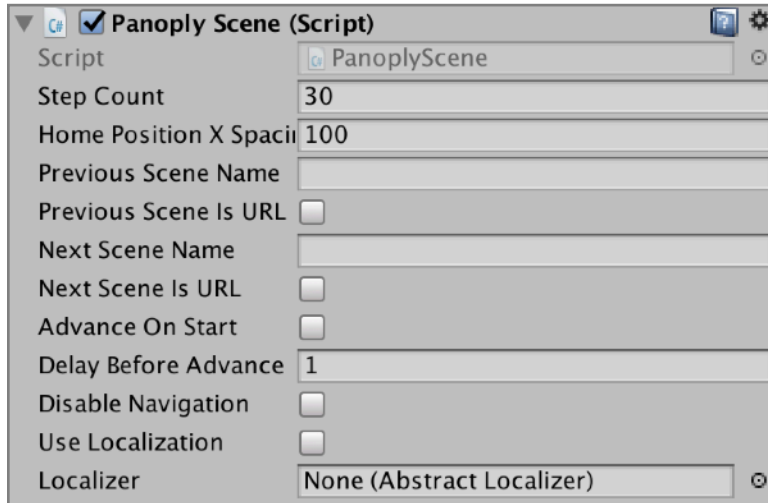 C# Panoply Scene (Script) ?
Script C# PanoplyScene
Step Count 30
Home Position X Spacin 100
Previous Scene Name
Previous Scene Is URL
Next Scene Name
Next Scene Is URL
Advance On Start
Delay Before Advance 1
Disable Navigation
Use Localization
Localizer None (Abstract Localizer)